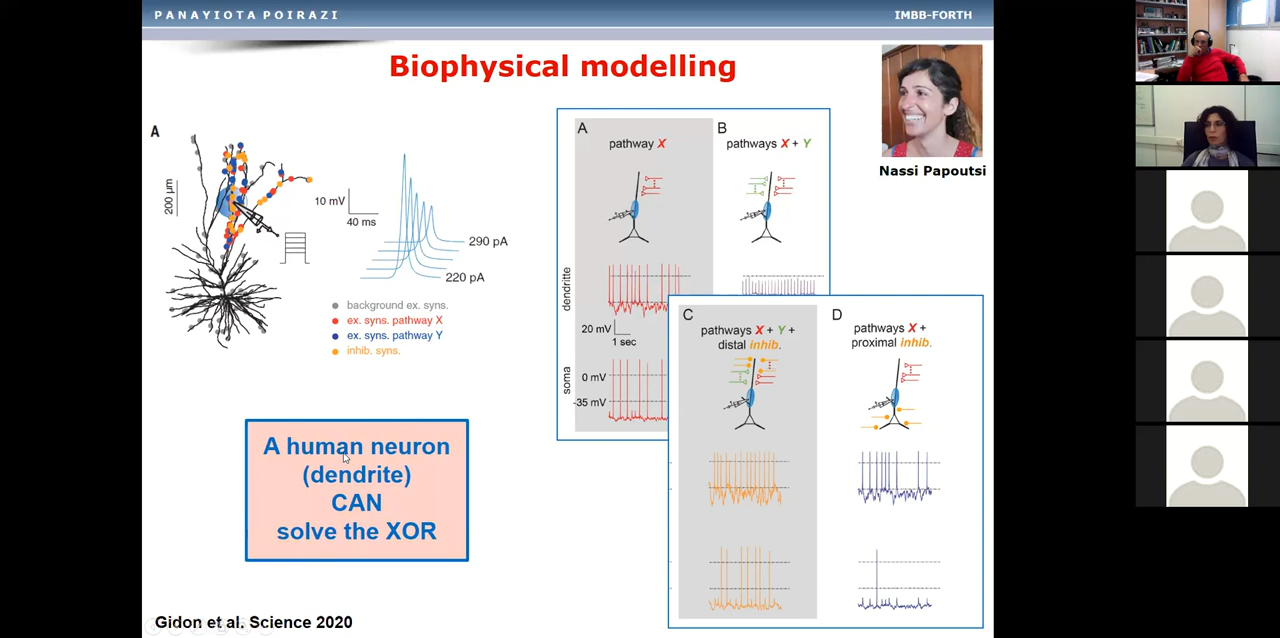 PANAYIOTA POIRAZI
IMBB-FORTH
Biophysical modelling
Nassi Papoutsi
A
200 µm
10 mV
40 ms
290 pA
220 pA
background ex. syns.
ex. syns. pathway X
ex. syns. pathway Y
inhib. syns.
A
pathway X
B
pathways X + Y
dendritte
20 mV
1 sec
soma
0 mV
-35 mV
C
pathways X + Y +
distal inhib.
D
pathways X +
proximal inhib.
A human neuron
(dendrite)
CAN
solve the XOR
Gidon et al. Science 2020